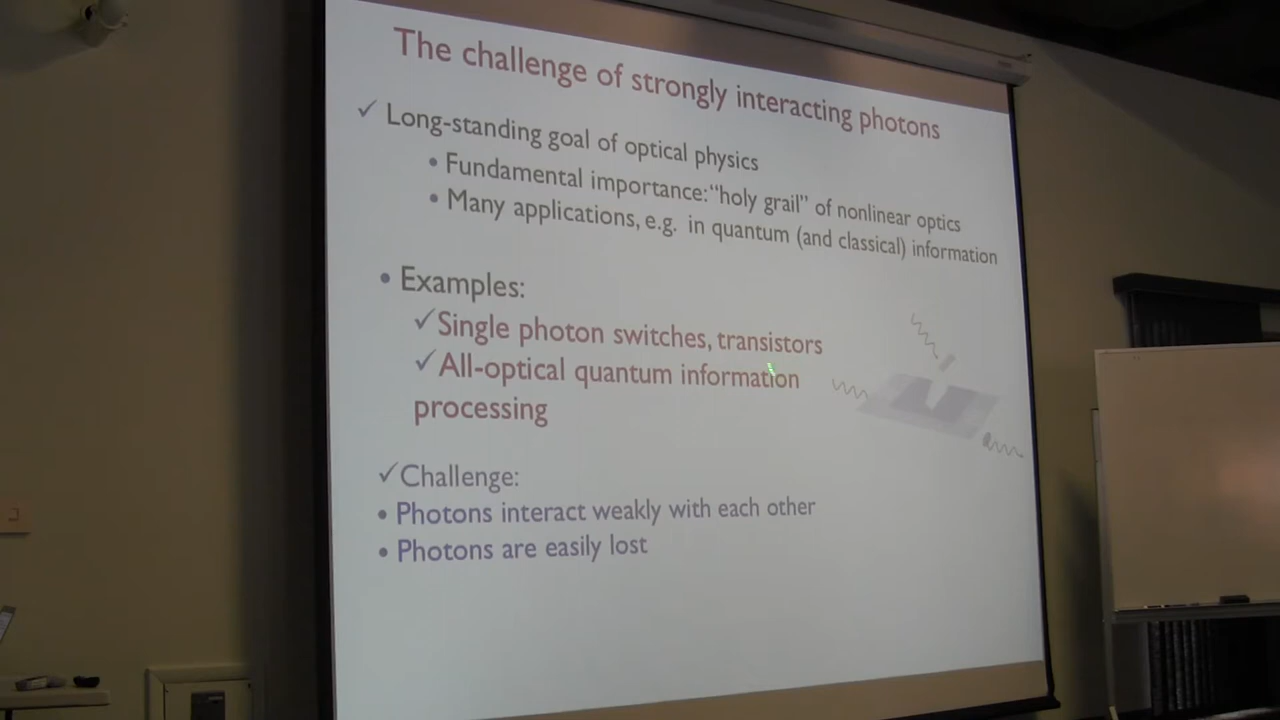 The challenge of strongly interacting photons
✓ Long-standing goal of optical physics
• Fundamental importance: “holy grail” of nonlinear optics
• Many applications, e.g. in quantum (and classical) information
• Examples:
✓Single photon switches, transistors
✓All-optical quantum information
processing
✓Challenge:
• Photons interact weakly with each other
• Photons are easily lost